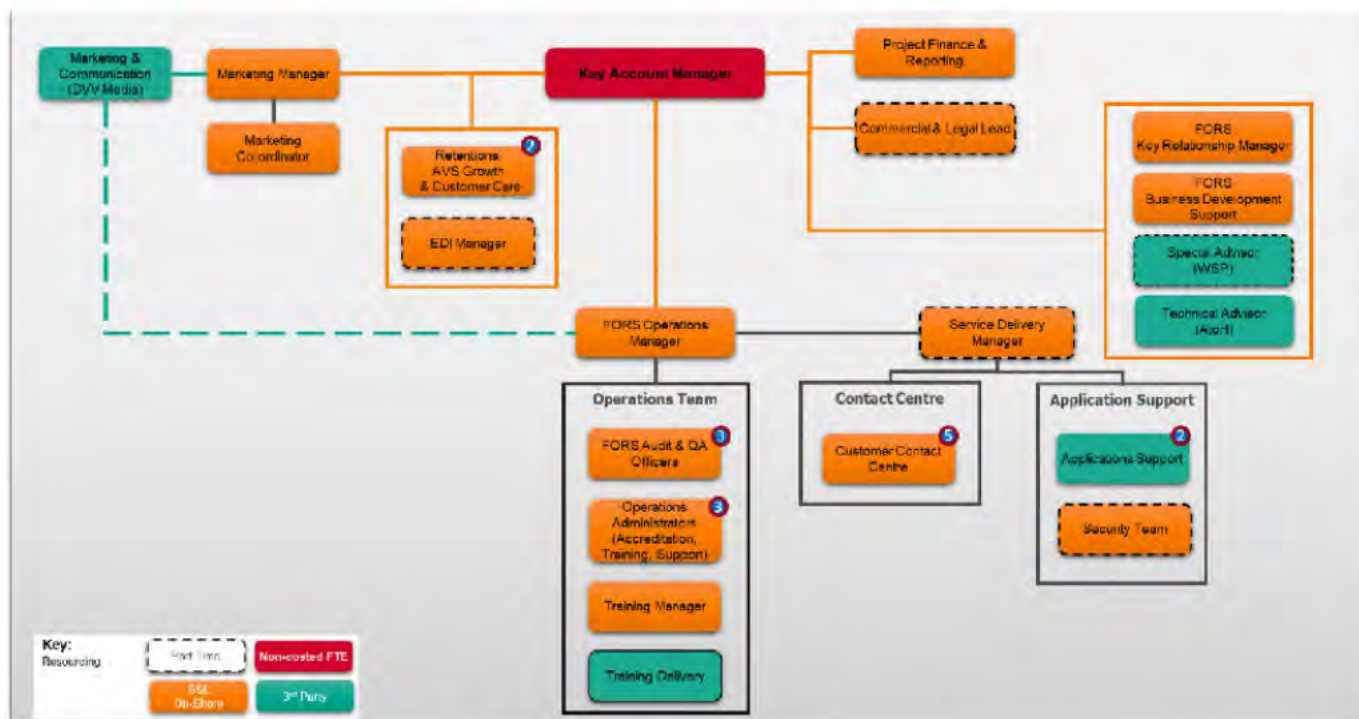 Marketing &
Communication
(DVV Media)
Marketing Manager
Marketing
Co-ordinator
Key Account Manager
Project Finance &
Reporting
Commercial & Legal Lead
2
Retentions
AVS Growth
& Customer Care
EDI Manager
FORS
Key Relationship Manager
FORS
Business Development
Support
Special Advisor
(WSP)
Technical Advisor
FORS Operations
Manager
Service Delivery
Manager
Operations Team
3
FORS Audit & QA
Officers
3
Operations
Administrators
(Accreditation,
Training, Support)
Training Manager
Training Delivery
Contact Centre
5
Customer Contact
Centre
Application Support
2
Applications Support
Security Team
Key:
Resourcing
Part Time
Non-costed FTE
On-Shore
3rd Party